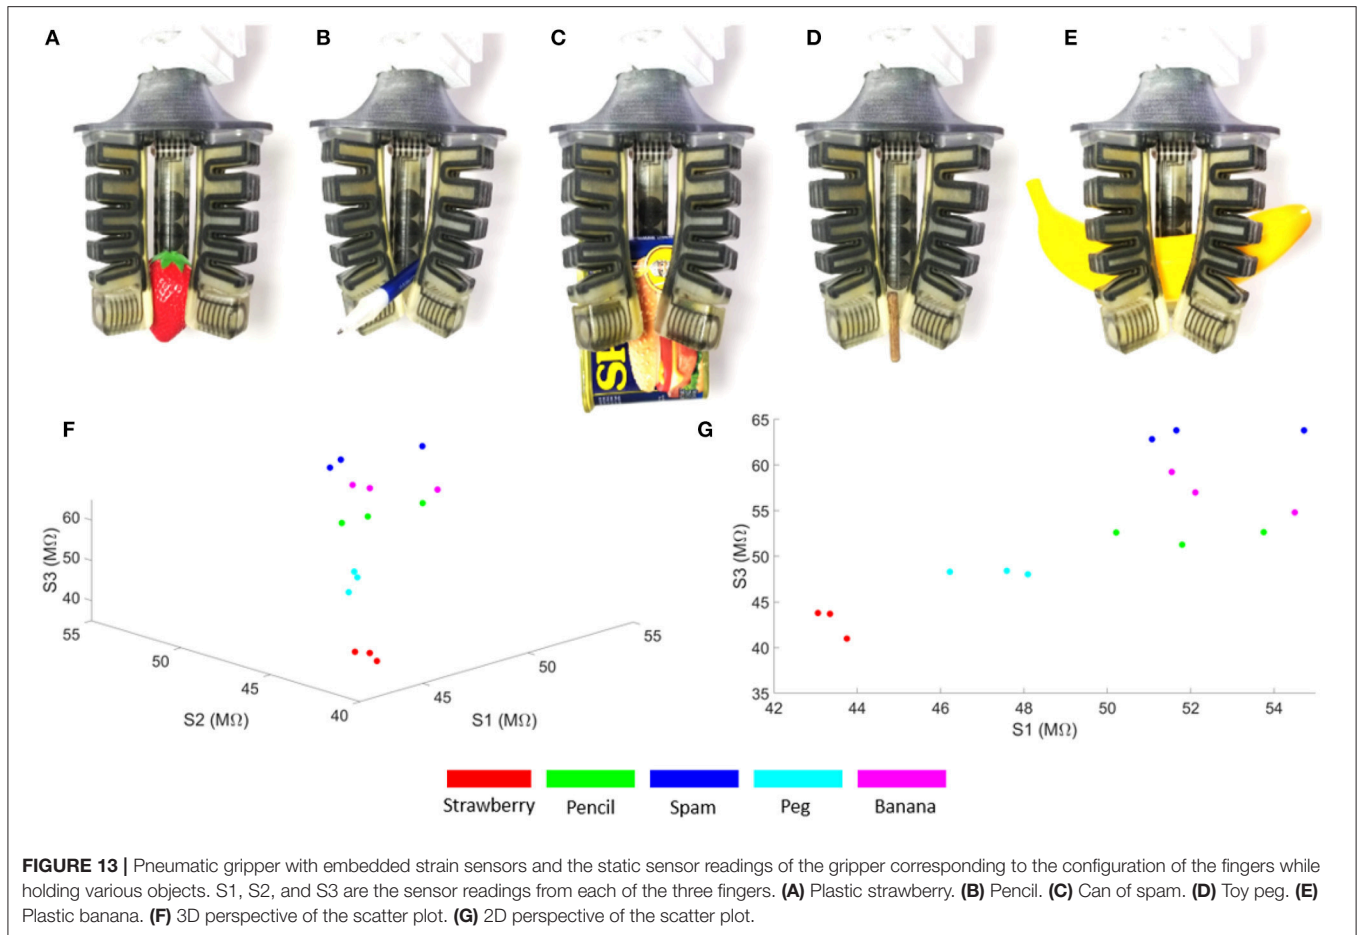 A
B
C
D
E
SP
F
60
50
40
S3 (MΩ)
55
50
45
40
S2 (MΩ)
45
50
55
S1 (MΩ)
G
65
60
55
50
45
40
35
S3 (MΩ)
42
44
46
48
50
52
54
S1 (MΩ)
Strawberry
Pencil
Spam
Peg
Banana
FIGURE 13 | Pneumatic gripper with embedded strain sensors and the static sensor readings of the gripper corresponding to the configuration of the fingers while
holding various objects. S1, S2, and S3 are the sensor readings from each of the three fingers. (A) Plastic strawberry. (B) Pencil. (C) Can of spam. (D) Toy peg. (E)
Plastic banana. (F) 3D perspective of the scatter plot. (G) 2D perspective of the scatter plot.